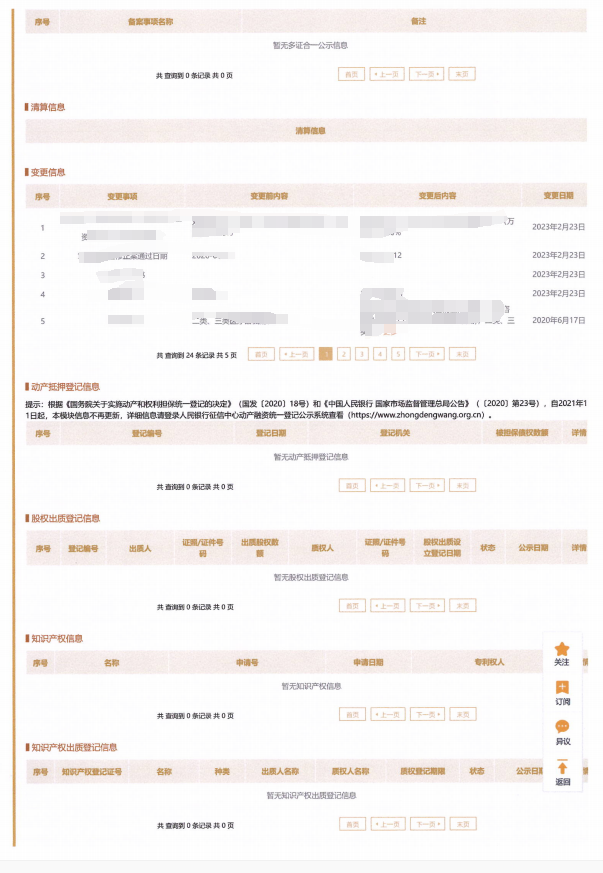 序号 备案事项名称 备注
暂无多证合一公示信息
共 查询到 0 条记录 共 0 页 首页 上一页 下一页 末页
清算信息
清算信息
变更信息
序号 变更事项 变更前内容 变更后内容 变更日期
1 万 2023年2月23日
2 正案通过日期 12 2023年2月23日
3 2023年2月23日
4 2023年2月23日
5 二类、三类医疗 三 2020年6月17日
共 查询到 24 条记录 共 5 页 首页 上一页 1 2 3 4 5 下一页 末页
动产抵押登记信息
提示：根据《国务院关于实施动产和权利担保统一登记的决定》（国发〔2020〕18号）和《中国人民银行 国家市场监督管理总局公告》（〔2020〕第23号），自2021年1
1日起，本模块信息不再更新，详细信息请登录人民银行征信中心动产融资统一登记公示系统查看（https://www.zhongdengwang.org.cn）。
序号 登记编号 登记日期 登记机关 被担保债权数额 详情
暂无动产抵押登记信息
共 查询到 0 条记录 共 0 页 首页 上一页 下一页 末页
股权出质登记信息
序号 登记编号 出质人 证照/证件号码 出质股权数额 质权人 证照/证件号码 股权出质设立登记日期 状态 公示日期 详情
暂无股权出质登记信息
共 查询到 0 条记录 共 0 页 首页 上一页 下一页 末页
知识产权信息
序号 名称 申请号 申请日期 专利权人
暂无知识产权信息
共 查询到 0 条记录 共 0 页 首页 上一页 下一页 末页
知识产权出质登记信息
序号 知识产权登记证号 名称 种类 出质人名称 质权人名称 质权登记期限 状态 公示日期
暂无知识产权出质登记信息
共 查询到 0 条记录 共 0 页 首页 上一页 下一页 末页
关注
订阅
异议
返回